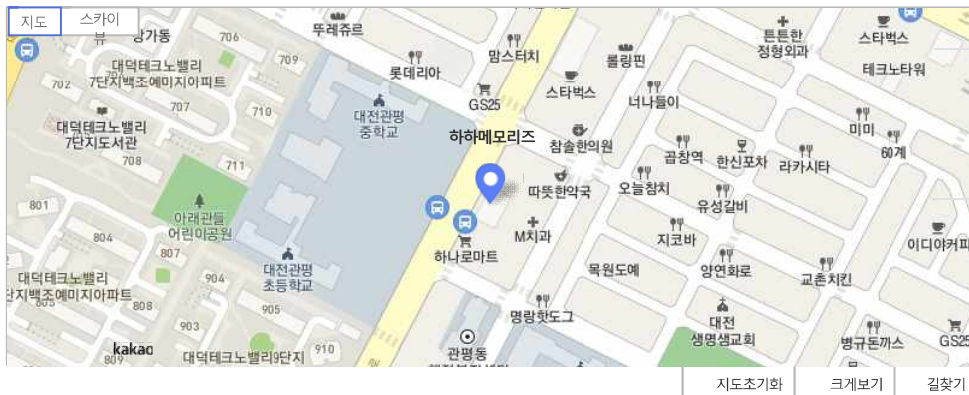 지도
스카이
뷰
상가동
706
709
702
대덕테크노밸리
7단지백조예미지아파트
707
710
대덕테크노밸리
7단지도서관
708
711
801
804
807
아래관들
어린이공원
대덕테크노밸리
단지백조예미지아파트
805
808
809
904
903
910
대덕테크노밸리9단지
kakao
뚜레쥬르
롯데리아
대전관평
중학교
대전관평
초등학교
맘스터치
GS25
스타벅스
롤링핀
너나들이
하하메모리즈
참솔한의원
따뜻한약국
오늘참치
M치과
하나로마트
목원도예
명랑핫도그
관평동
튼튼한
정형외과
스타벅스
테크노타워
미미
60계
곱창역
한신포차
라카시타
유성갈비
지코바
양연화로
교촌치킨
이디야커피
대전
생명샘교회
병규돈까스
GS25
지도초기화
크게보기
길찾기